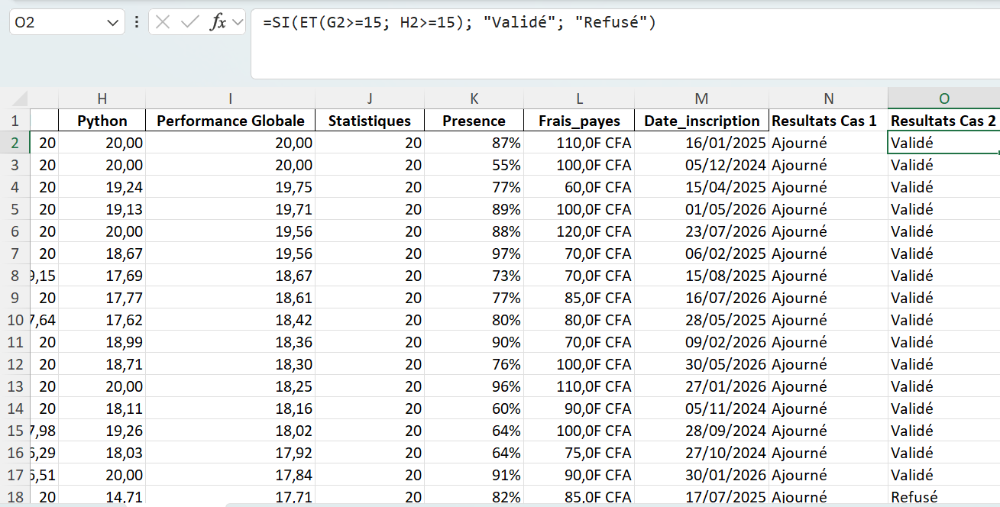 O2 fx =SI(ET(G2>=15; H2>=15); "Validé"; "Refusé")
H I J K L M N O
1 Python Performance Globale Statistiques Presence Frais_payes Date_inscription Resultats Cas 1 Resultats Cas 2
2 20 20,00 20,00 20 87% 110,0F CFA 16/01/2025 Ajourné Validé
3 20 20,00 20,00 20 55% 100,0F CFA 05/12/2024 Ajourné Validé
4 20 19,24 19,75 20 77% 60,0F CFA 15/04/2025 Ajourné Validé
5 20 19,13 19,71 20 89% 100,0F CFA 01/05/2026 Ajourné Validé
6 20 20,00 19,56 20 88% 120,0F CFA 23/07/2026 Ajourné Validé
7 20 18,67 19,56 20 97% 70,0F CFA 06/02/2025 Ajourné Validé
8 9,15 17,69 18,67 20 73% 70,0F CFA 15/08/2025 Ajourné Validé
9 20 17,77 18,61 20 77% 85,0F CFA 16/07/2026 Ajourné Validé
10 7,64 17,62 18,42 20 80% 80,0F CFA 28/05/2025 Ajourné Validé
11 20 18,99 18,36 20 90% 70,0F CFA 09/02/2026 Ajourné Validé
12 20 18,71 18,30 20 76% 100,0F CFA 30/05/2026 Ajourné Validé
13 20 20,00 18,25 20 96% 110,0F CFA 27/01/2026 Ajourné Validé
14 20 18,11 18,16 20 60% 90,0F CFA 05/11/2024 Ajourné Validé
15 7,98 19,26 18,02 20 64% 100,0F CFA 28/09/2024 Ajourné Validé
16 6,29 18,03 17,92 20 64% 75,0F CFA 27/10/2024 Ajourné Validé
17 6,51 20,00 17,84 20 91% 90,0F CFA 30/01/2026 Ajourné Validé
18 20 14,71 17,71 20 82% 85,0F CFA 17/07/2025 Ajourné Refusé